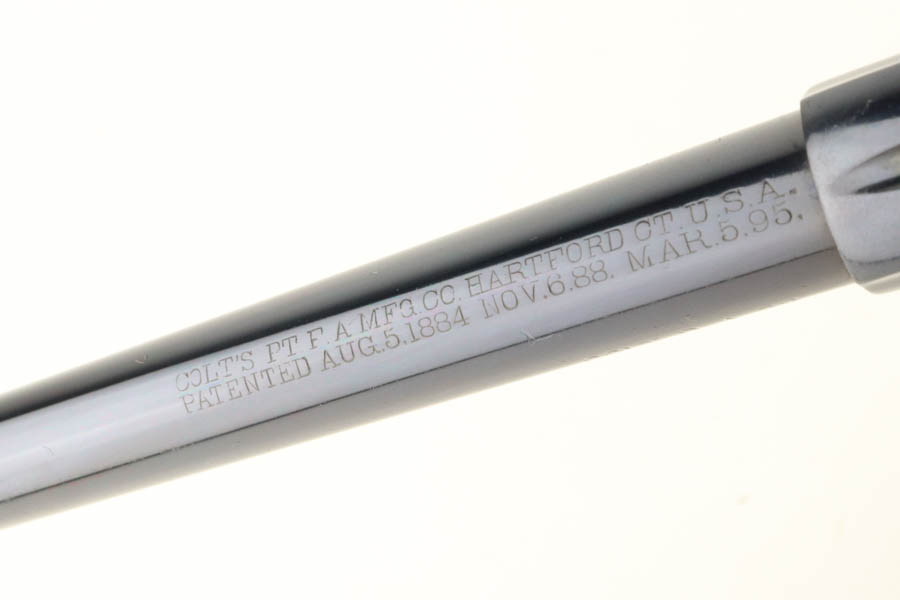 COLT'S PT F.A MFG.CO. HARTFORD CT.U.S.A.
PATENTED AUG.5.1884 NOV.6.88. MAR.5.95.